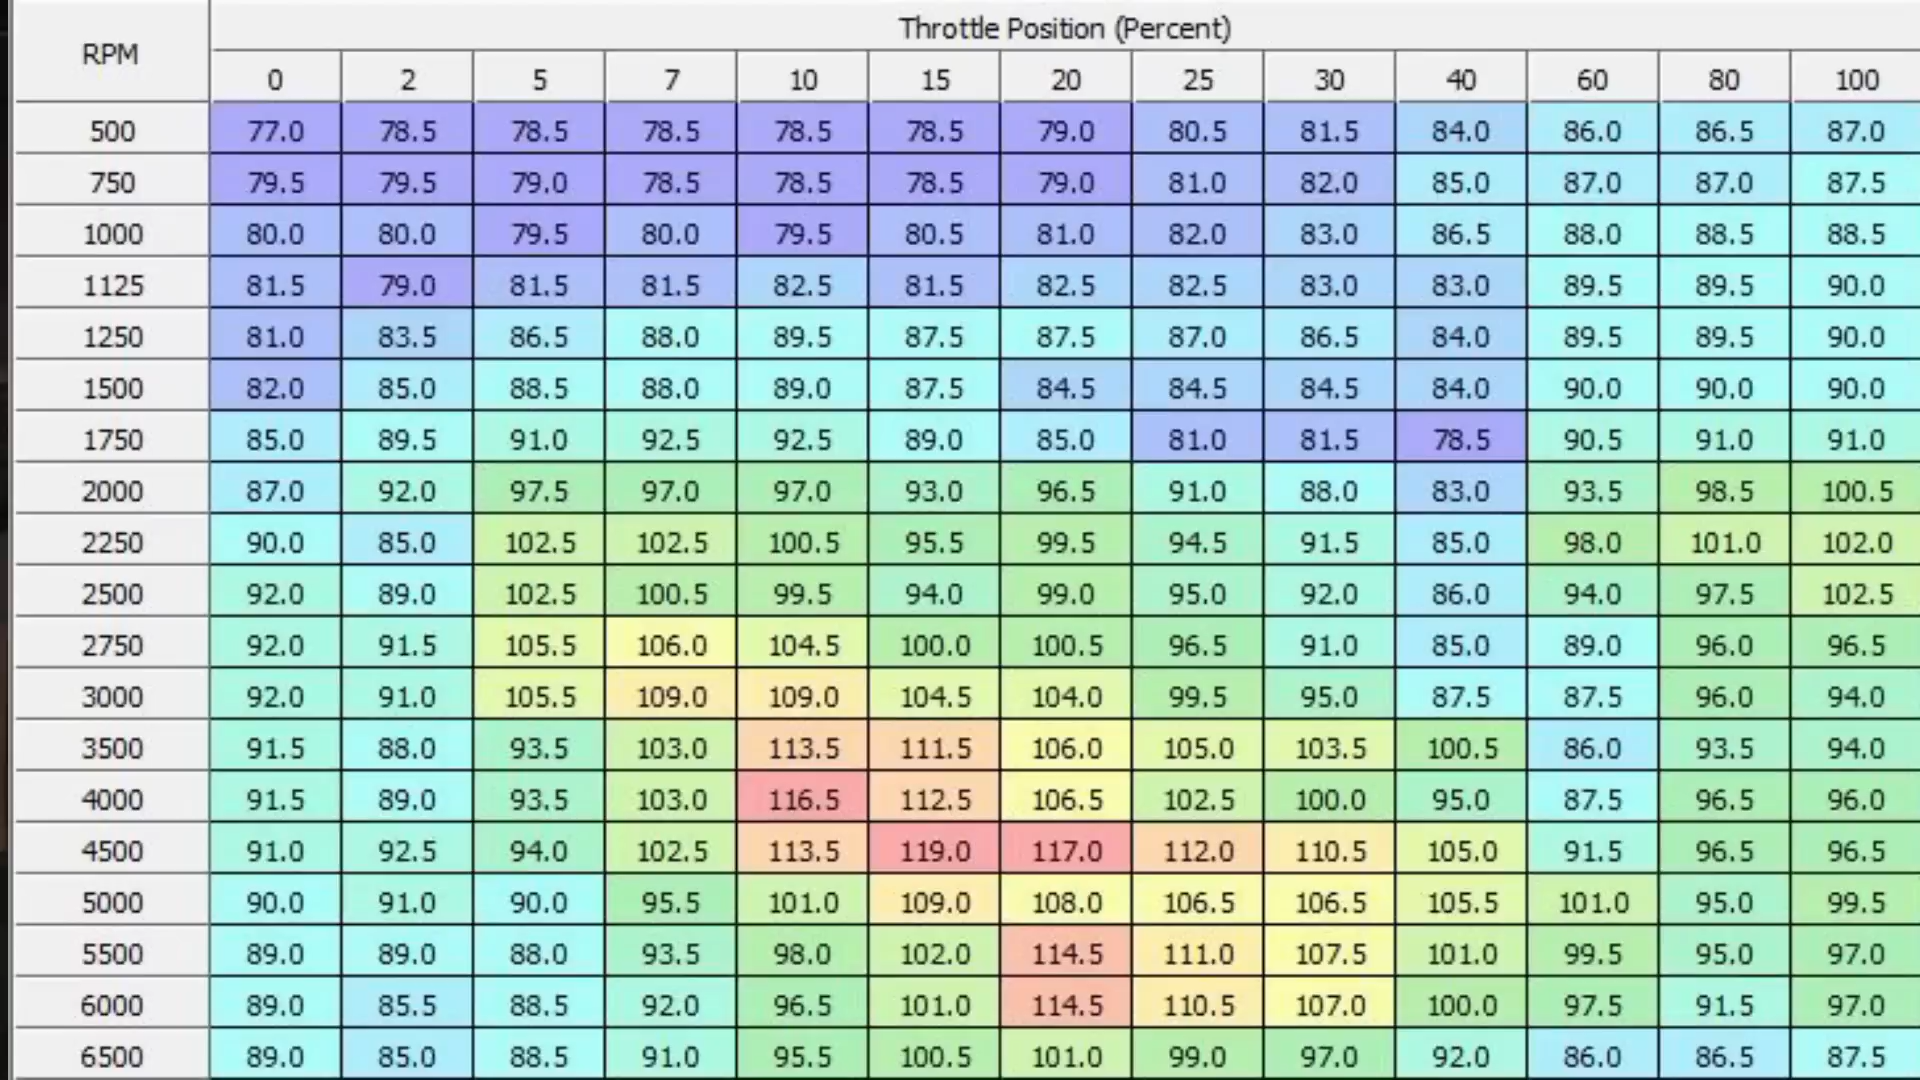 Throttle Position (Percent)
RPM
0 2 5 7 10 15 20 25 30 40 60 80 100
500 77.0 78.5 78.5 78.5 78.5 78.5 79.0 80.5 81.5 84.0 86.0 86.5 87.0
750 79.5 79.5 79.0 78.5 78.5 78.5 79.0 81.0 82.0 85.0 87.0 87.0 87.5
1000 80.0 80.0 79.5 80.0 79.5 80.5 81.0 82.0 83.0 86.5 88.0 88.5 88.5
1125 81.5 79.0 81.5 81.5 82.5 81.5 82.5 82.5 83.0 83.0 89.5 89.5 90.0
1250 81.0 83.5 86.5 88.0 89.5 87.5 87.5 87.0 86.5 84.0 89.5 89.5 90.0
1500 82.0 85.0 88.5 88.0 89.0 87.5 84.5 84.5 84.5 84.0 90.0 90.0 90.0
1750 85.0 89.5 91.0 92.5 92.5 89.0 85.0 81.0 81.5 78.5 90.5 91.0 91.0
2000 87.0 92.0 97.5 97.0 97.0 93.0 96.5 91.0 88.0 83.0 93.5 98.5 100.5
2250 90.0 85.0 102.5 102.5 100.5 95.5 99.5 94.5 91.5 85.0 98.0 101.0 102.0
2500 92.0 89.0 102.5 100.5 99.5 94.0 99.0 95.0 92.0 86.0 94.0 97.5 102.5
2750 92.0 91.5 105.5 106.0 104.5 100.0 100.5 96.5 91.0 85.0 89.0 96.0 96.5
3000 92.0 91.0 105.5 109.0 109.0 104.5 104.0 99.5 95.0 87.5 87.5 96.0 94.0
3500 91.5 88.0 93.5 103.0 113.5 111.5 106.0 105.0 103.5 100.5 86.0 93.5 94.0
4000 91.5 89.0 93.5 103.0 116.5 112.5 106.5 102.5 100.0 95.0 87.5 96.5 96.0
4500 91.0 92.5 94.0 102.5 113.5 119.0 117.0 112.0 110.5 105.0 91.5 96.5 96.5
5000 90.0 91.0 90.0 95.5 101.0 109.0 108.0 106.5 106.5 105.5 101.0 95.0 99.5
5500 89.0 89.0 88.0 93.5 98.0 102.0 114.5 111.0 107.5 101.0 99.5 95.0 97.0
6000 89.0 85.5 88.5 92.0 96.5 101.0 114.5 110.5 107.0 100.0 97.5 91.5 97.0
6500 89.0 85.0 88.5 91.0 95.5 100.5 101.0 99.0 97.0 92.0 86.0 86.5 87.5